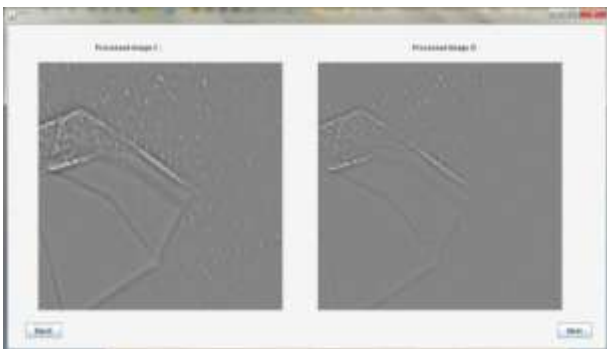 Processed Image I :
Processed Image II :
Back
Next